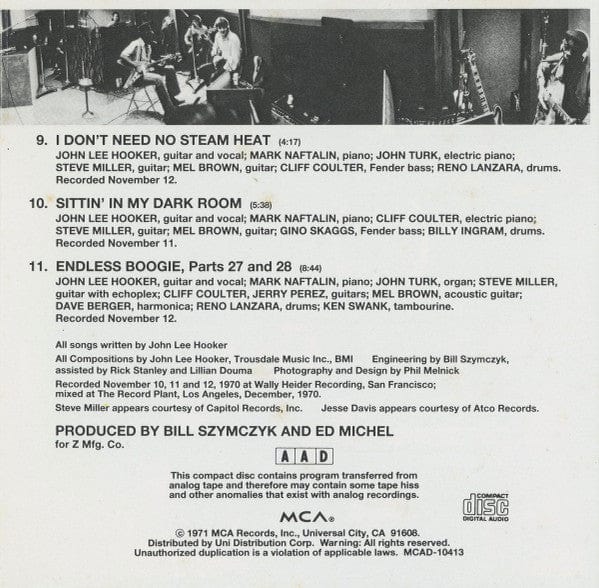 9. I DON'T NEED NO STEAM HEAT (4:17)
JOHN LEE HOOKER, guitar and vocal; MARK NAFTALIN, piano; JOHN TURK, electric piano;
STEVE MILLER, guitar; MEL BROWN, guitar; CLIFF COULTER, Fender bass; RENO LANZARA, drums.
Recorded November 12.
10. SITTIN' IN MY DARK ROOM (5:38)
JOHN LEE HOOKER, guitar and vocal; MARK NAFTALIN, piano; CLIFF COULTER, electric piano;
STEVE MILLER, guitar; MEL BROWN, guitar; GINO SKAGGS, Fender bass; BILLY INGRAM, drums.
Recorded November 11.
11. ENDLESS BOOGIE, Parts 27 and 28 (8:44)
JOHN LEE HOOKER, guitar and vocal; MARK NAFTALIN, piano; JOHN TURK, organ; STEVE MILLER,
guitar with echoplex; CLIFF COULTER, JERRY PEREZ, guitars; MEL BROWN, acoustic guitar;
DAVE BERGER, harmonica; RENO LANZARA, drums; KEN SWANK, tambourine.
Recorded November 12.
All songs written by John Lee Hooker
All Compositions by John Lee Hooker, Trousdale Music Inc., BMI Engineering by Bill Szymczyk,
assisted by Rick Stanley and Lillian Douma Photography and Design by Phil Melnick
Recorded November 10, 11 and 12, 1970 at Wally Heider Recording, San Francisco;
mixed at The Record Plant, Los Angeles, December, 1970.
Steve Miller appears courtesy of Capitol Records, Inc. Jesse Davis appears courtesy of Atco Records.
PRODUCED BY BILL SZYMCZYK AND ED MICHEL
for Z Mfg. Co.
A A D
This compact disc contains program transferred from
analog tape and therefore may contain some tape hiss
and other anomalies that exist with analog recordings.
COMPACT
disc
DIGITAL AUDIO
MCA®
© 1971 MCA Records, Inc., Universal City, CA 91608.
Distributed by Uni Distribution Corp. Warning: All rights reserved.
Unauthorized duplication is a violation of applicable laws. MCAD-10413